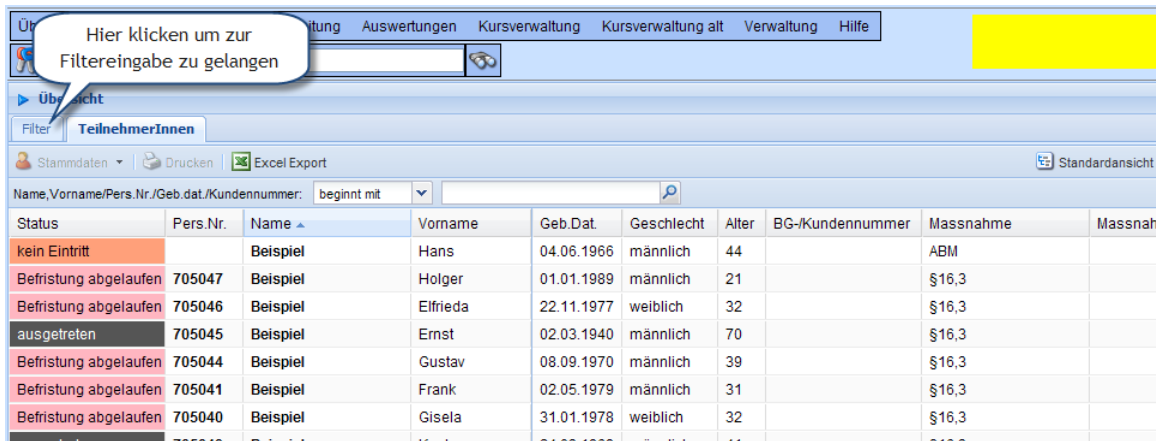 Auswertungen Kursverwaltung Kursverwaltung alt Verwaltung Hilfe
Hier klicken um zur
Filtereingabe zu gelangen
Filter TeilnehmerInnen
Stammdaten Drucken Excel Export Standardansicht
Name,Vorname/Pers.Nr./Geb.dat./Kundennummer: beginnt mit
Status Pers.Nr. Name Vorname Geb.Dat. Geschlecht Alter BG-/Kundennummer Massnahme
kein Eintritt Beispiel Hans 04.06.1966 männlich 44 ABM
Befristung abgelaufen 705047 Beispiel Holger 01.01.1989 männlich 21 §16,3
Befristung abgelaufen 705046 Beispiel Elfrieda 22.11.1977 weiblich 32 §16,3
ausgetreten 705045 Beispiel Ernst 02.03.1940 männlich 70 §16,3
Befristung abgelaufen 705044 Beispiel Gustav 08.09.1970 männlich 39 §16,3
Befristung abgelaufen 705041 Beispiel Frank 02.05.1979 männlich 31 §16,3
Befristung abgelaufen 705040 Beispiel Gisela 31.01.1978 weiblich 32 §16,3